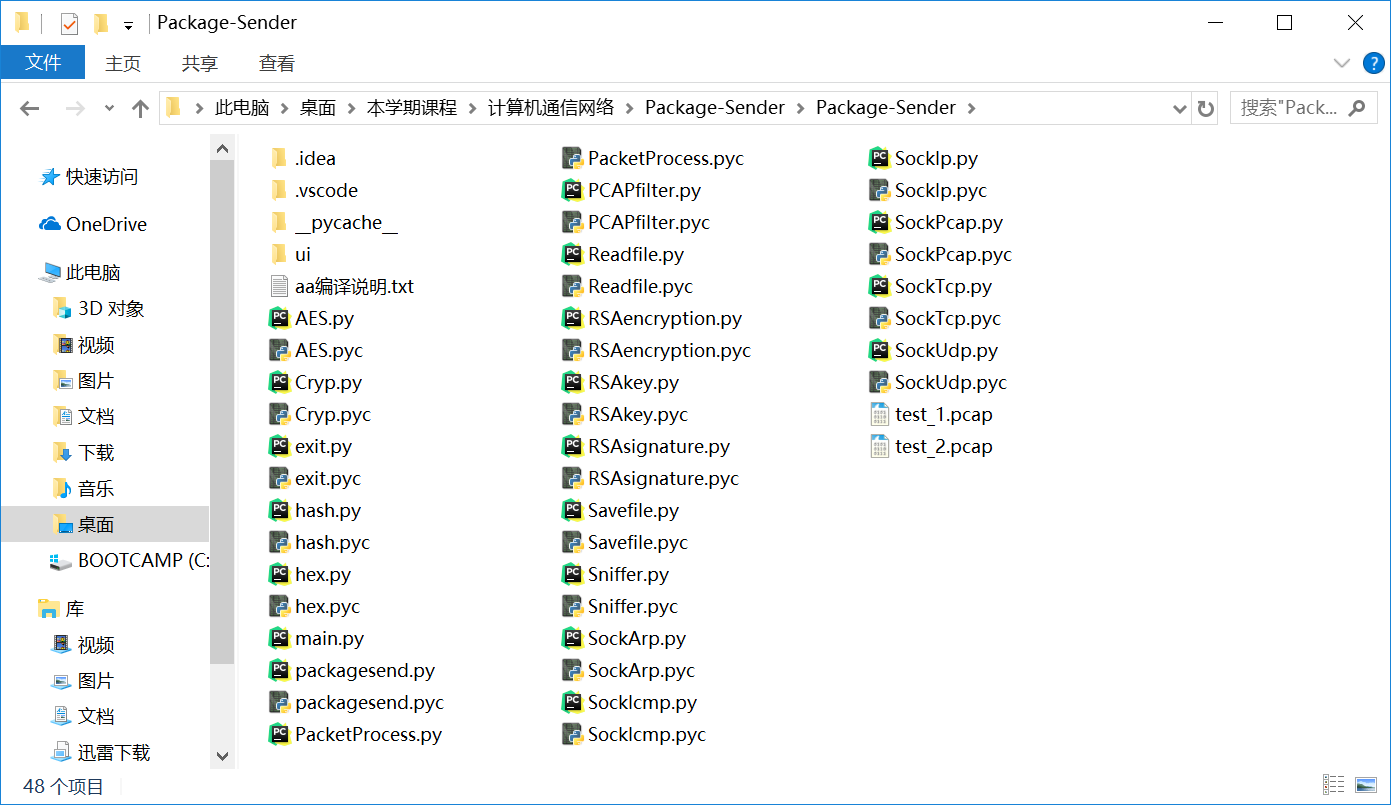 Package-Sender
文件 主页 共享 查看
此电脑 桌面 本学期课程 计算机通信网络 Package-Sender Package-Sender
搜索"Pack...
快速访问
OneDrive
此电脑
3D 对象
视频
图片
文档
下载
音乐
桌面
BOOTCAMP (C:
库
视频
图片
文档
迅雷下载
.idea
.vscode
__pycache__
ui
aa编译说明.txt
AES.py
AES.pyc
Cryp.py
Cryp.pyc
exit.py
exit.pyc
hash.py
hash.pyc
hex.py
hex.pyc
main.py
packagesend.py
packagesend.pyc
PacketProcess.py
PacketProcess.pyc
PCAPfilter.py
PCAPfilter.pyc
Readfile.py
Readfile.pyc
RSAencryption.py
RSAencryption.pyc
RSAkey.py
RSAkey.pyc
RSAsignature.py
RSAsignature.pyc
Savefile.py
Savefile.pyc
Sniffer.py
Sniffer.pyc
SockArp.py
SockArp.pyc
SockIcmp.py
SockIcmp.pyc
SockIp.py
SockIp.pyc
SockPcap.py
SockPcap.pyc
SockTcp.py
SockTcp.pyc
SockUdp.py
SockUdp.pyc
test_1.pcap
test_2.pcap
48 个项目